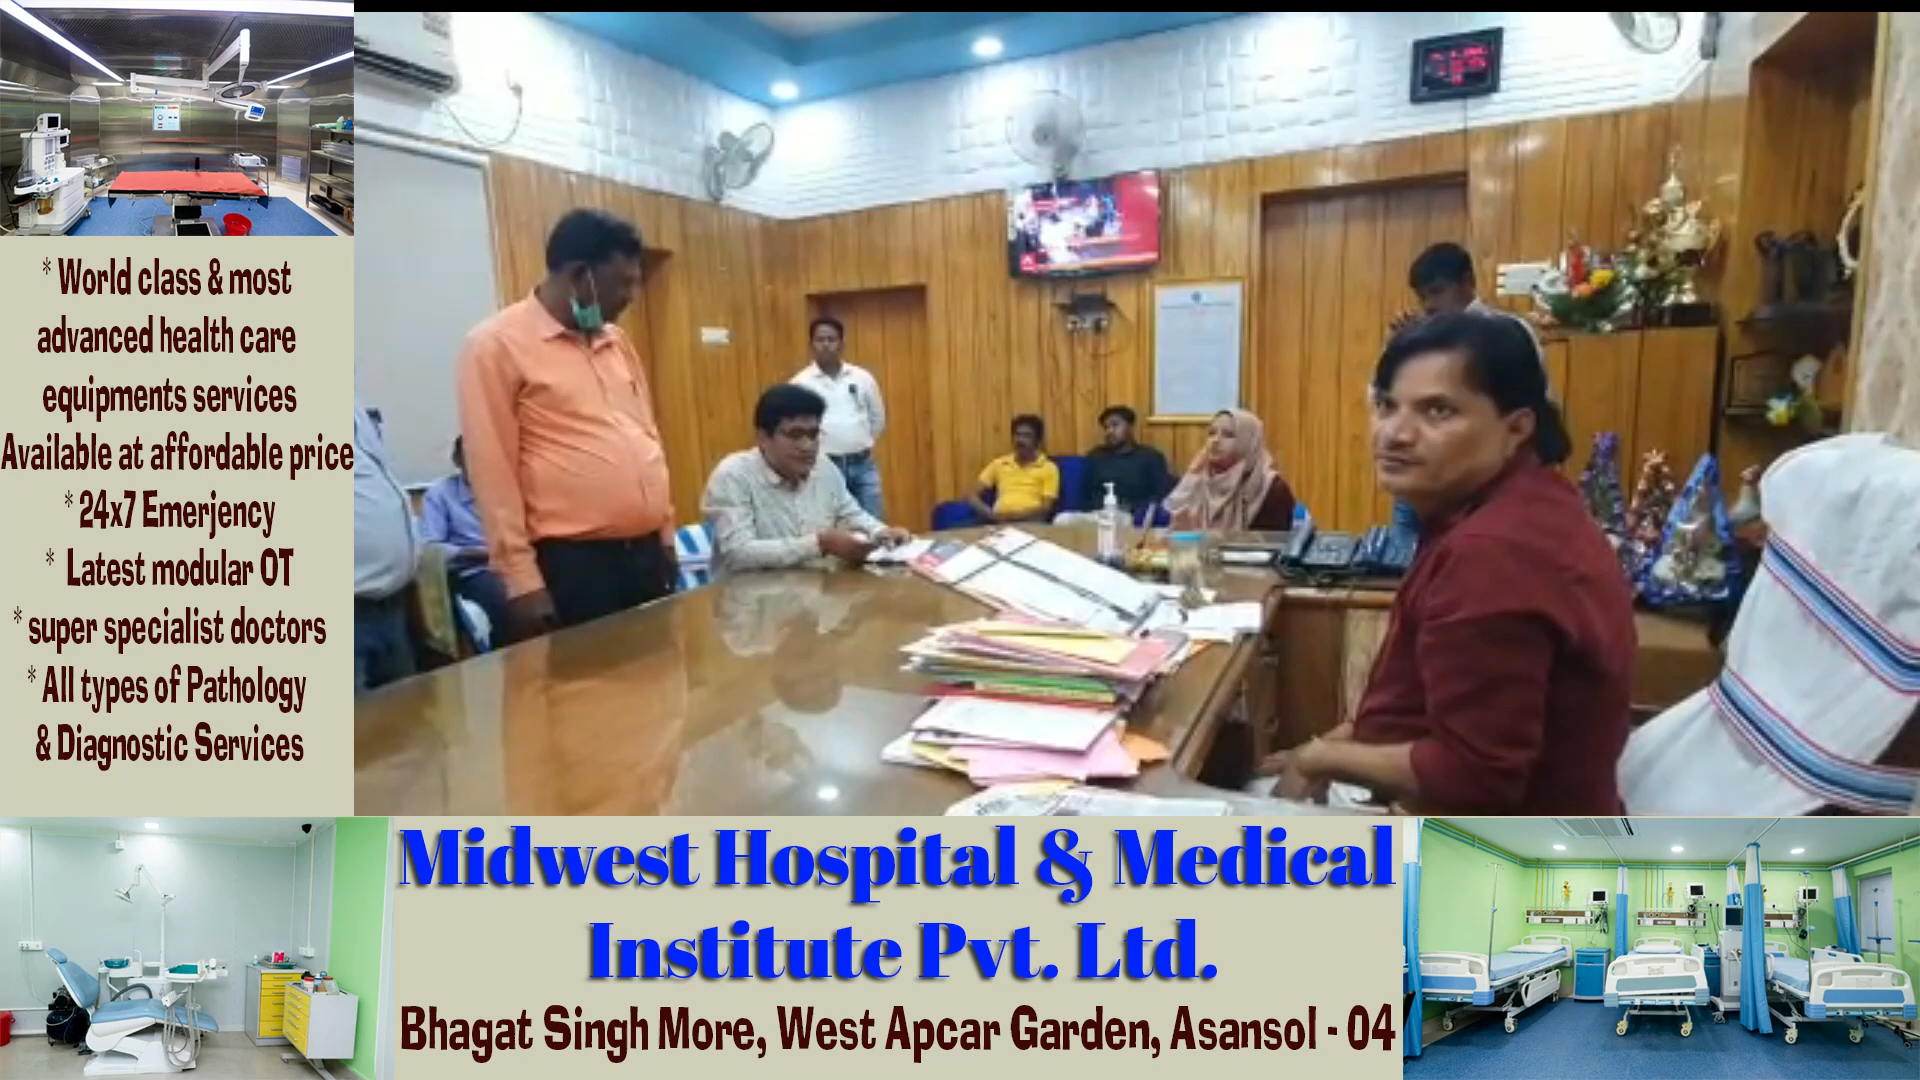 * World class & most
advanced health care
equipments services
Available at affordable price
* 24x7 Emerjency
* Latest modular OT
* super specialist doctors
* All types of Pathology
& Diagnostic Services
Midwest Hospital & Medical
Institute Pvt. Ltd.
Bhagat Singh More, West Apcar Garden, Asansol - 04